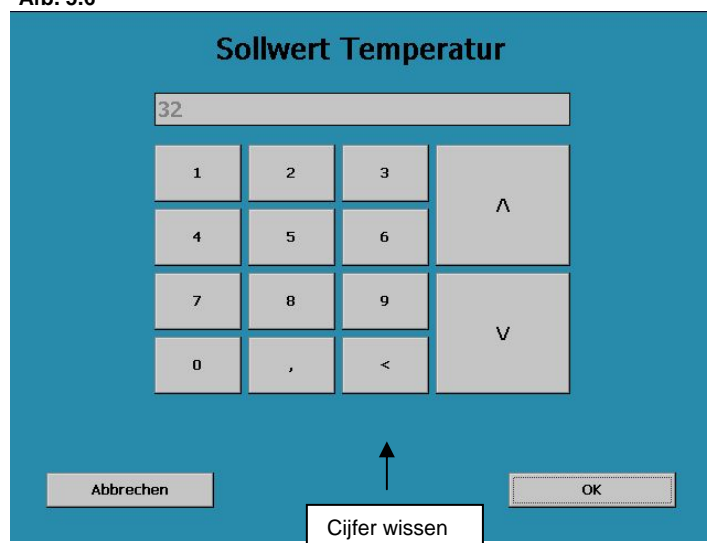 Afb. 5.6
Sollwert Temperatur
32
1 2 3 Λ
4 5 6
7 8 9 V
0 , <
Abbrechen OK
Cijfer wissen